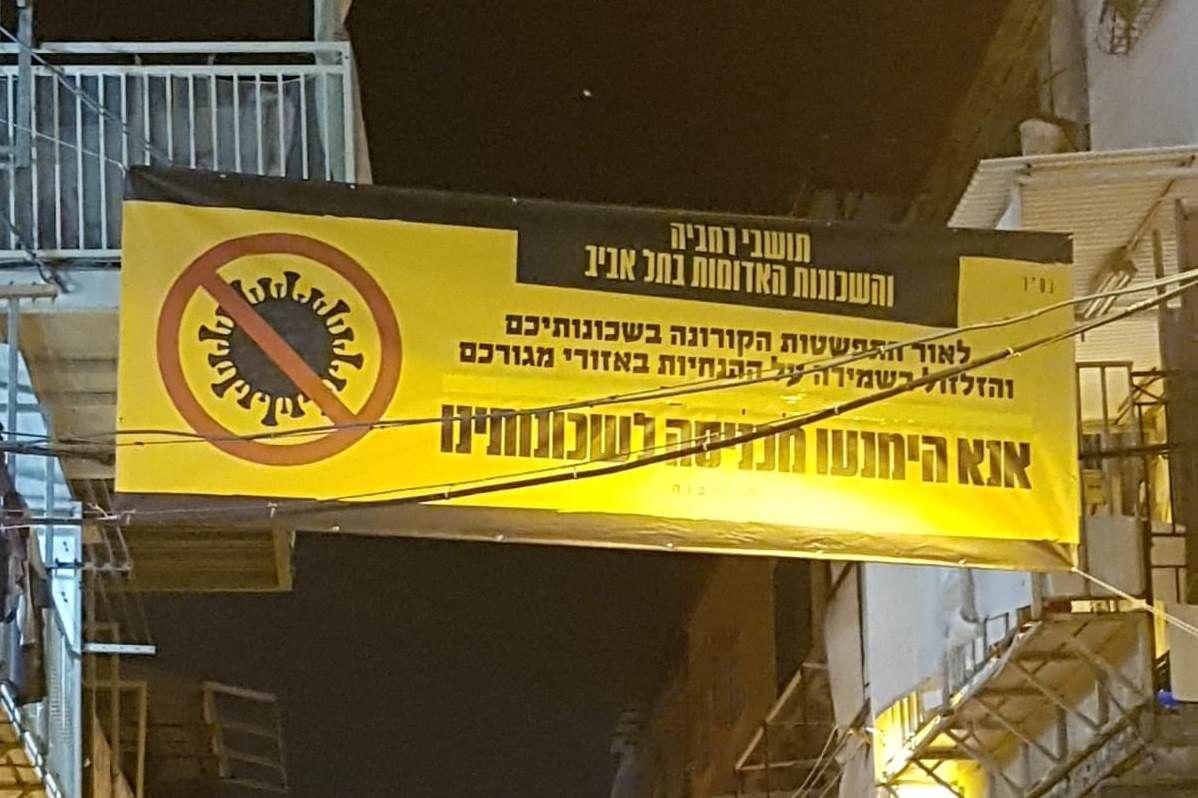 בס"ד
תושבי רחביה
והשכונות האדומות בתל אביב
לאור התפשטות הקורונה בשכונותיכם
והזלזול בשמירה על ההנחיות באזורי מגורכם
אנא הימנעו מכניסה לשכונותינו